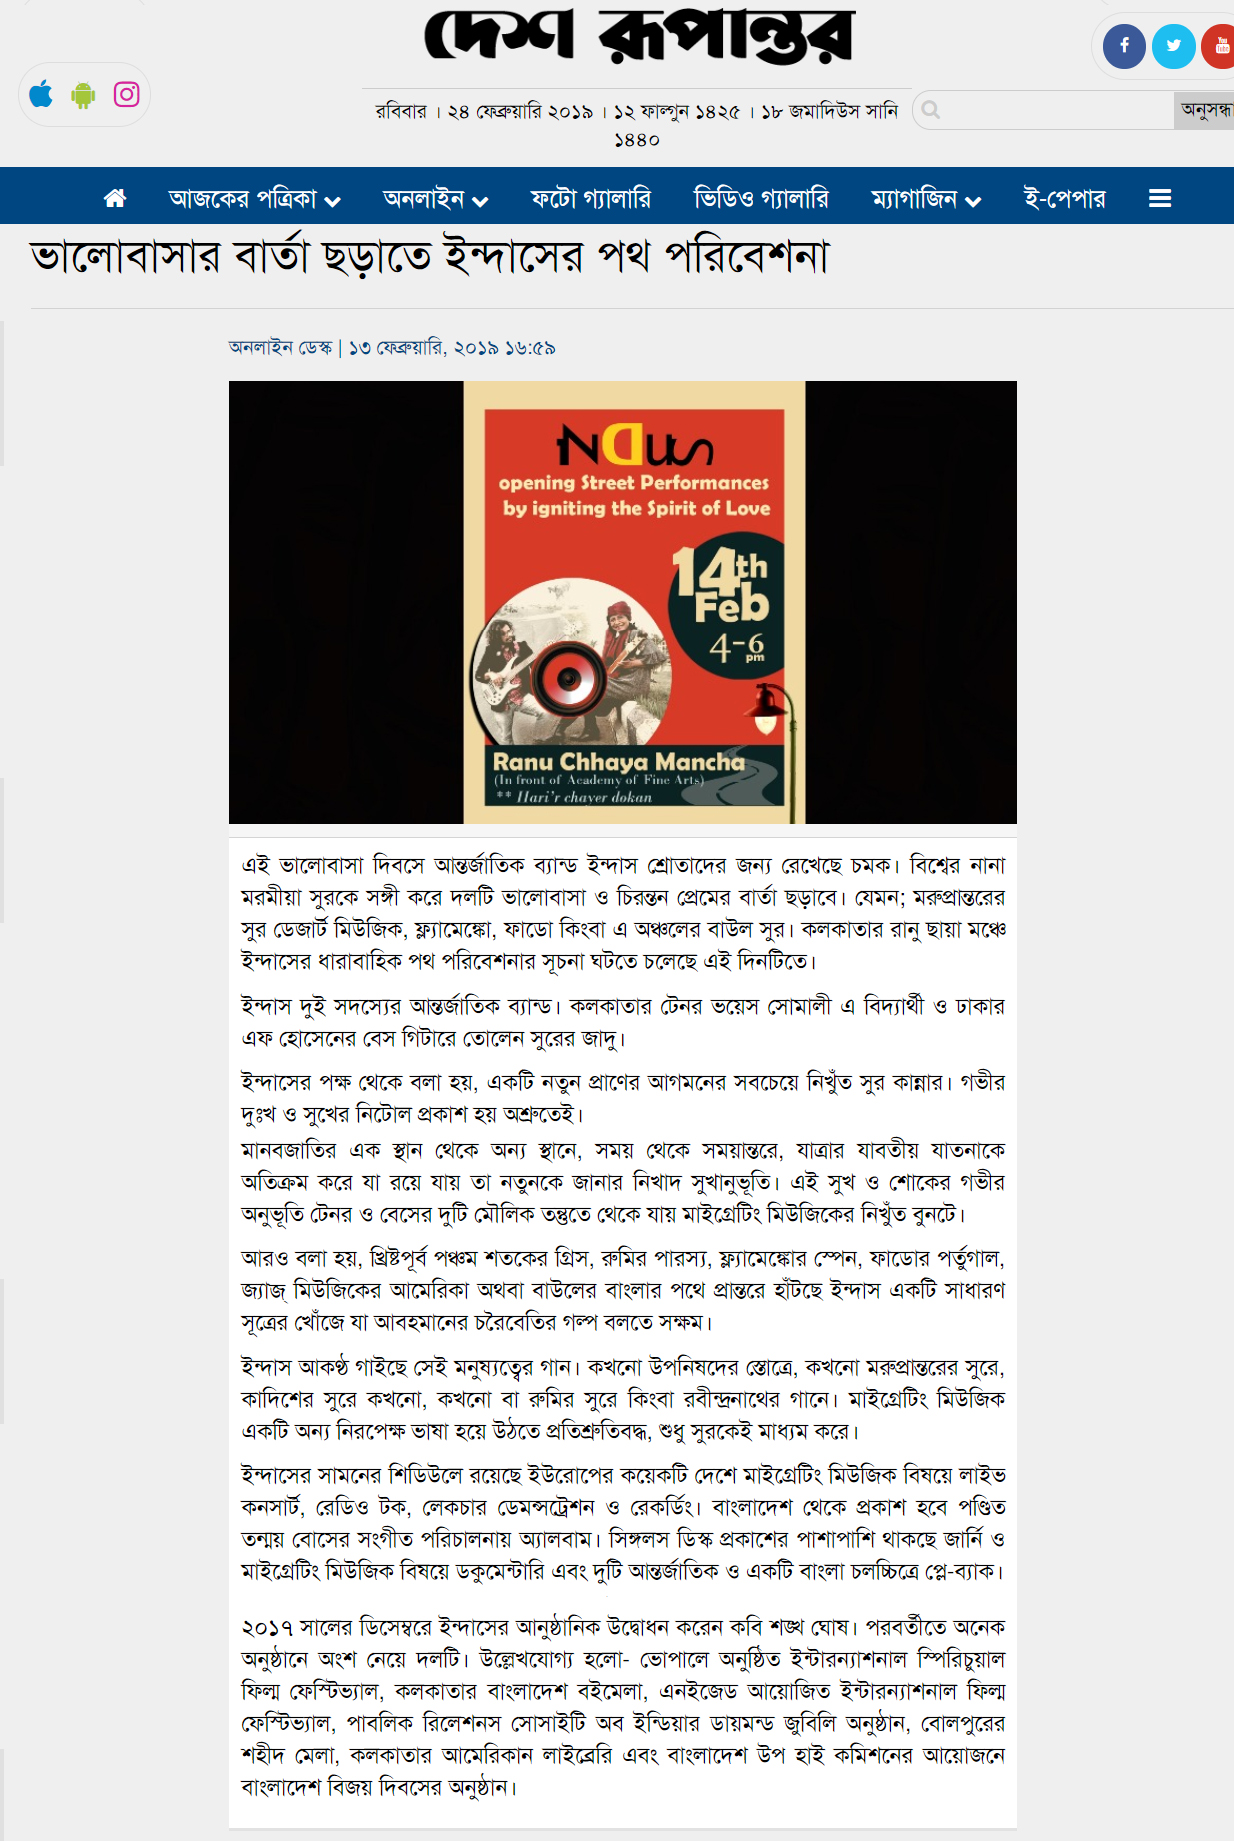 দেশ রূপান্তর
রবিবার । ২৪ ফেব্রুয়ারি ২০১৯ । ১২ ফাল্গুন ১৪২৫ । ১৮ জমাদিউস সানি
১৪৪০
আজকের পত্রিকা অনলাইন ফটো গ্যালারি ভিডিও গ্যালারি ম্যাগাজিন ই-পেপার
ভালোবাসার বার্তা ছড়াতে ইন্দাসের পথ পরিবেশনা
অনলাইন ডেস্ক | ১৩ ফেব্রুয়ারি, ২০১৯ ১৬:৫৯
opening Street Performances
by igniting the Spirit of Love
14th
Feb
4-6
pm
Ranu Chhaya Mancha
(In front of Academy of Fine Arts)
** Hari'r chayer dokan
এই ভালোবাসা দিবসে আন্তর্জাতিক ব্যান্ড ইন্দাস শ্রোতাদের জন্য রেখেছে চমক। বিশ্বের নানা
মরমীয়া সুরকে সঙ্গী করে দলটি ভালোবাসা ও চিরন্তন প্রেমের বার্তা ছড়াবে। যেমন; মরুপ্রান্তরের
সুর ডেজার্ট মিউজিক, ফ্ল্যামেঙ্কো, ফাডো কিংবা এ অঞ্চলের বাউল সুর। কলকাতার রানু ছায়া মঞ্চে
ইন্দাসের ধারাবাহিক পথ পরিবেশনার সূচনা ঘটতে চলেছে এই দিনটিতে।
ইন্দাস দুই সদস্যের আন্তর্জাতিক ব্যান্ড। কলকাতার টেনর ভয়েস সোমালী এ বিদ্যার্থী ও ঢাকার
এফ হোসেনের বেস গিটারে তোলেন সুরের জাদু।
ইন্দাসের পক্ষ থেকে বলা হয়, একটি নতুন প্রাণের আগমনের সবচেয়ে নিখুঁত সুর কান্নার। গভীর
দুঃখ ও সুখের নিটোল প্রকাশ হয় অশ্রুতেই।
মানবজাতির এক স্থান থেকে অন্য স্থানে, সময় থেকে সময়ান্তরে, যাত্রার যাবতীয় যাতনাকে
অতিক্রম করে যা রয়ে যায় তা নতুনকে জানার নিখাদ সুখানুভূতি। এই সুখ ও শোকের গভীর
অনুভূতি টেনর ও বেসের দুটি মৌলিক তন্তুতে থেকে যায় মাইগ্রেটিং মিউজিকের নিখুঁত বুনটে।
আরও বলা হয়, খ্রিষ্টপূর্ব পঞ্চম শতকের গ্রিস, রুমির পারস্য, ফ্ল্যামেঙ্কোর স্পেন, ফাডোর পর্তুগাল,
জ্যাজ্ মিউজিকের আমেরিকা অথবা বাউলের বাংলার পথে প্রান্তরে হাঁটছে ইন্দাস একটি সাধারণ
সূত্রের খোঁজে যা আবহমানের চরৈবেতির গল্প বলতে সক্ষম।
ইন্দাস আকণ্ঠ গাইছে সেই মনুষ্যত্বের গান। কখনো উপনিষদের স্তোত্রে, কখনো মরুপ্রান্তরের সুরে,
কাদিশের সুরে কখনো, কখনো বা রুমির সুরে কিংবা রবীন্দ্রনাথের গানে। মাইগ্রেটিং মিউজিক
একটি অন্য নিরপেক্ষ ভাষা হয়ে উঠতে প্রতিশ্রুতিবদ্ধ, শুধু সুরকেই মাধ্যম করে।
ইন্দাসের সামনের শিডিউলে রয়েছে ইউরোপের কয়েকটি দেশে মাইগ্রেটিং মিউজিক বিষয়ে লাইভ
কনসার্ট, রেডিও টক, লেকচার ডেমন্সট্রেশন ও রেকর্ডিং। বাংলাদেশ থেকে প্রকাশ হবে পণ্ডিত
তন্ময় বোসের সংগীত পরিচালনায় অ্যালবাম। সিঙ্গলস ডিস্ক প্রকাশের পাশাপাশি থাকছে জার্নি ও
মাইগ্রেটিং মিউজিক বিষয়ে ডকুমেন্টারি এবং দুটি আন্তর্জাতিক ও একটি বাংলা চলচ্চিত্রে প্লে-ব্যাক।
২০১৭ সালের ডিসেম্বরে ইন্দাসের আনুষ্ঠানিক উদ্বোধন করেন কবি শঙ্খ ঘোষ। পরবর্তীতে অনেক
অনুষ্ঠানে অংশ নেয়ে দলটি। উল্লেখযোগ্য হলো- ভোপালে অনুষ্ঠিত ইন্টারন্যাশনাল স্পিরিচুয়াল
ফিল্ম ফেস্টিভ্যাল, কলকাতার বাংলাদেশ বইমেলা, এনইজেড আয়োজিত ইন্টারন্যাশনাল ফিল্ম
ফেস্টিভ্যাল, পাবলিক রিলেশনস সোসাইটি অব ইন্ডিয়ার ডায়মন্ড জুবিলি অনুষ্ঠান, বোলপুরের
শহীদ মেলা, কলকাতার আমেরিকান লাইব্রেরি এবং বাংলাদেশ উপ হাই কমিশনের আয়োজনে
বাংলাদেশ বিজয় দিবসের অনুষ্ঠান।